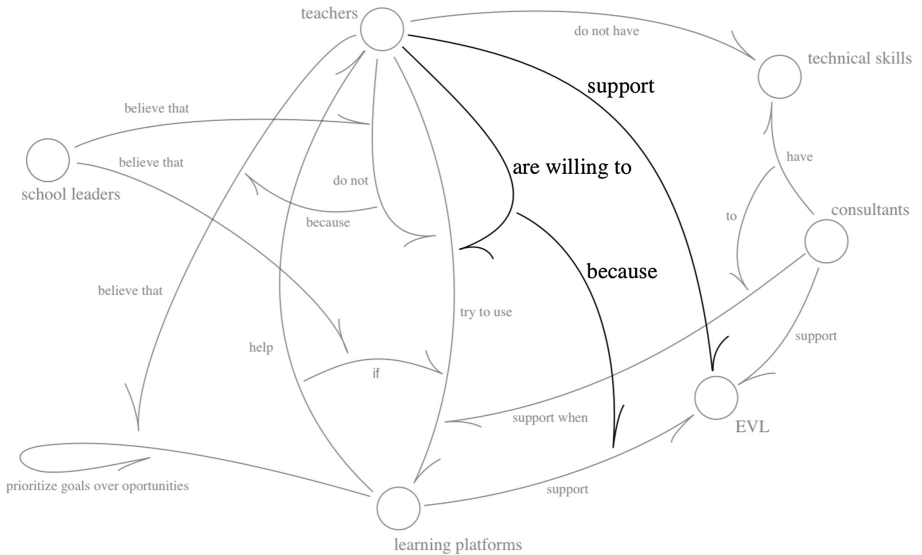 teachers
do not have
technical skills
support
believe that
believe that
are willing to
have
school leaders
do not
consultants
because
to
because
believe that
try to use
help
support
if
support when
EVL
prioritize goals over oportunities
support
learning platforms